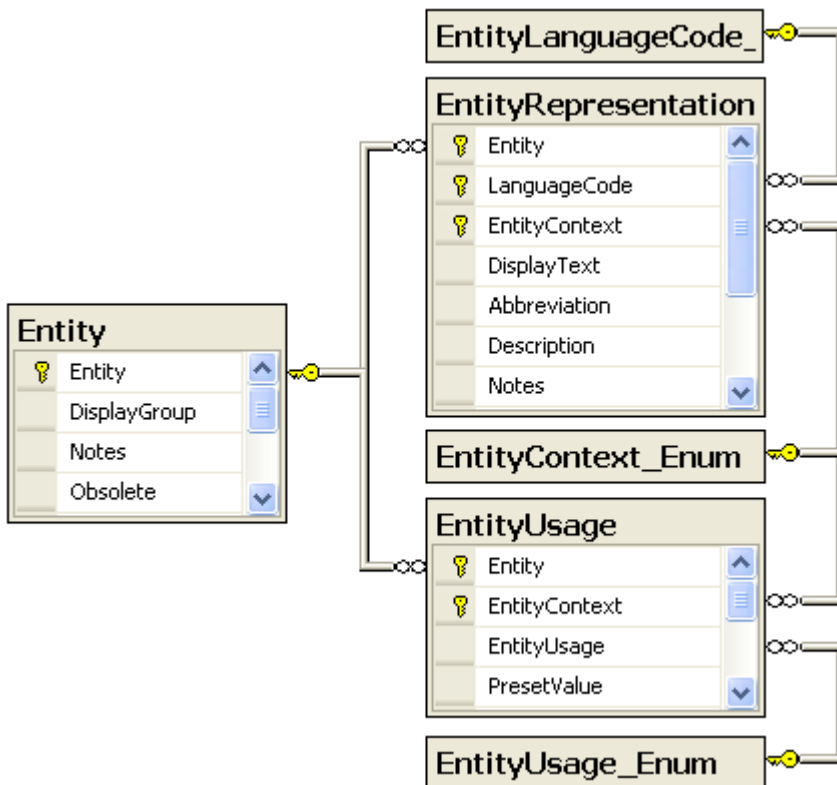 EntityLanguageCode_
EntityRepresentation
Entity
LanguageCode
EntityContext
DisplayText
Abbreviation
Description
Notes
Entity
Entity
DisplayGroup
Notes
Obsolete
EntityContext_Enum
EntityUsage
Entity
EntityContext
EntityUsage
PresetValue
EntityUsage_Enum